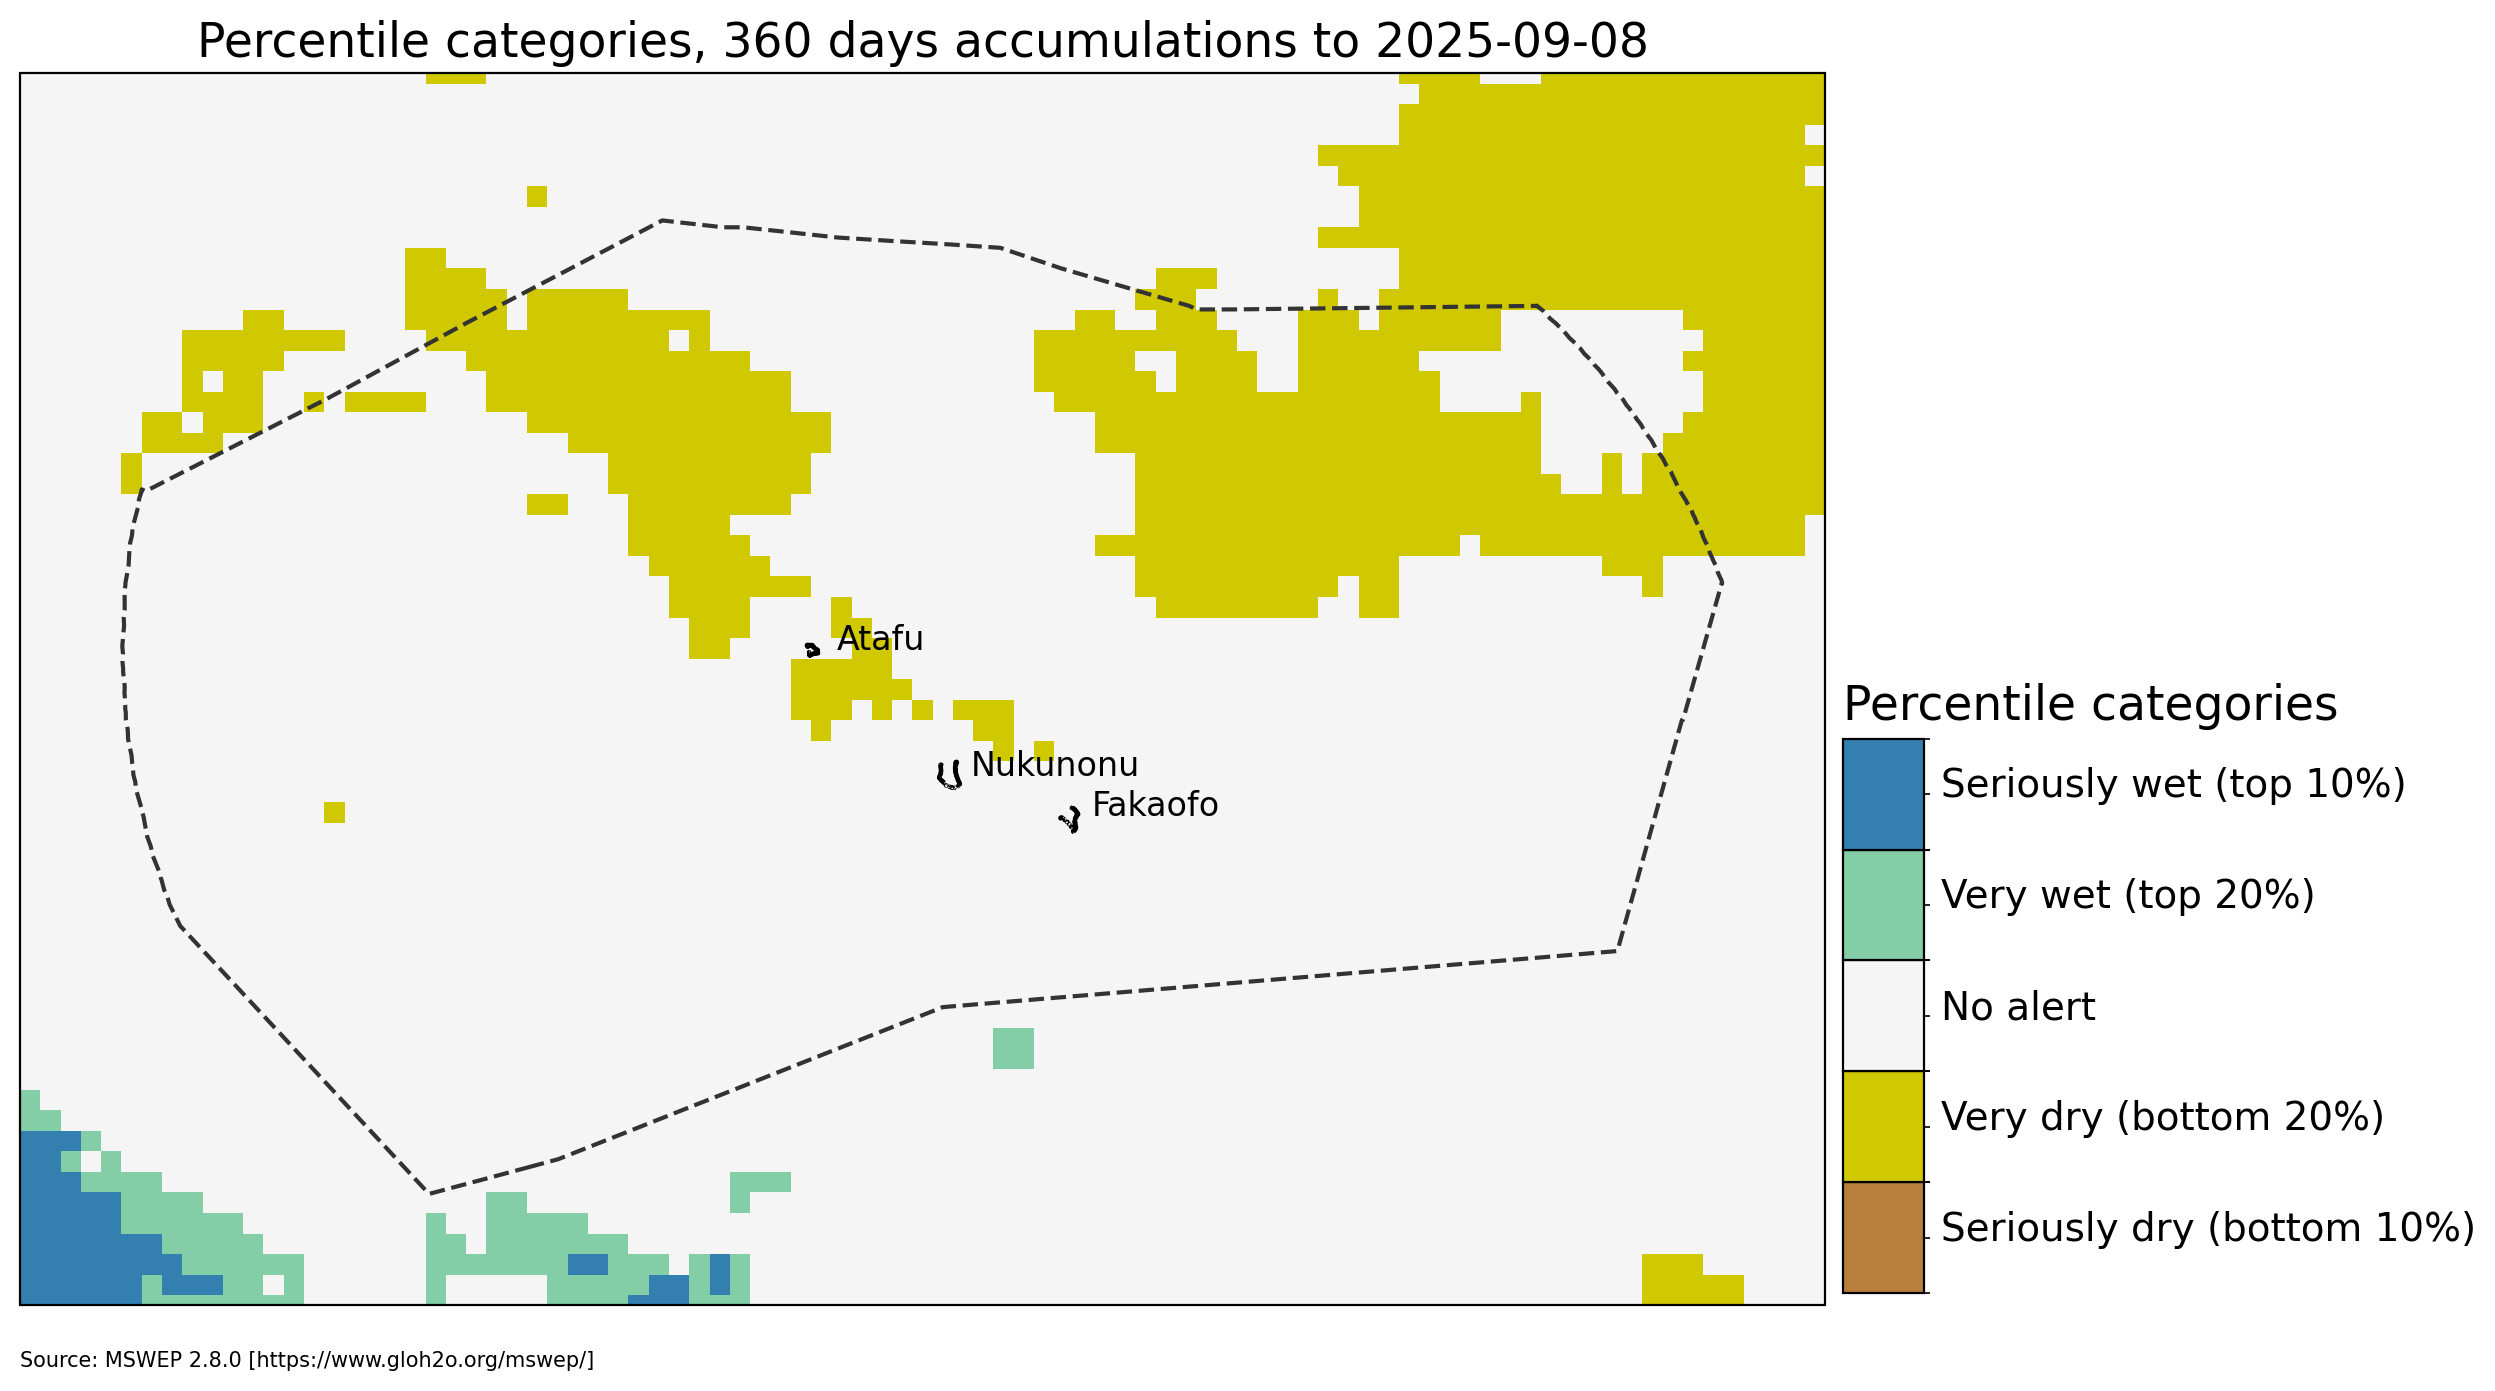 Percentile categories, 360 days accumulations to 2025-09-08
Atafu
Nukunonu
Fakaofo
Percentile categories
Seriously wet (top 10%)
Very wet (top 20%)
No alert
Very dry (bottom 20%)
Seriously dry (bottom 10%)
Source: MSWEP 2.8.0 [https://www.gloh2o.org/mswep/]